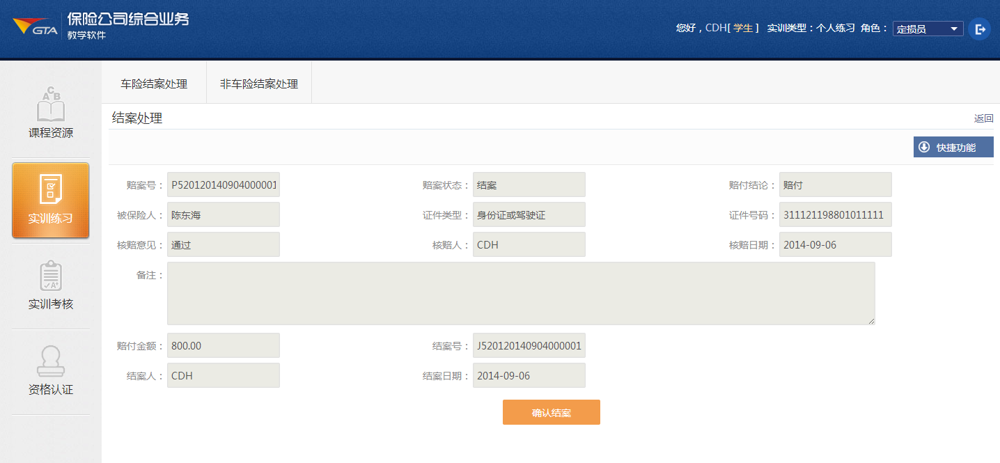 GTA 保险公司综合业务
教学软件
您好，CDH[ 学生 ] 实训类型：个人练习 角色： 定损员
ACB
课程资源
实训练习
A+
实训考核
资格认证
车险结案处理 非车险结案处理
结案处理 返回
快捷功能
赔案号： P520120140904000001 赔案状态： 结案 赔付结论： 赔付
被保险人： 陈东海 证件类型： 身份证或驾驶证 证件号码： 311121198801011111
核赔意见： 通过 核赔人： CDH 核赔日期： 2014-09-06
备注：
赔付金额： 800.00 结案号： J520120140904000001
结案人： CDH 结案日期： 2014-09-06
确认结案